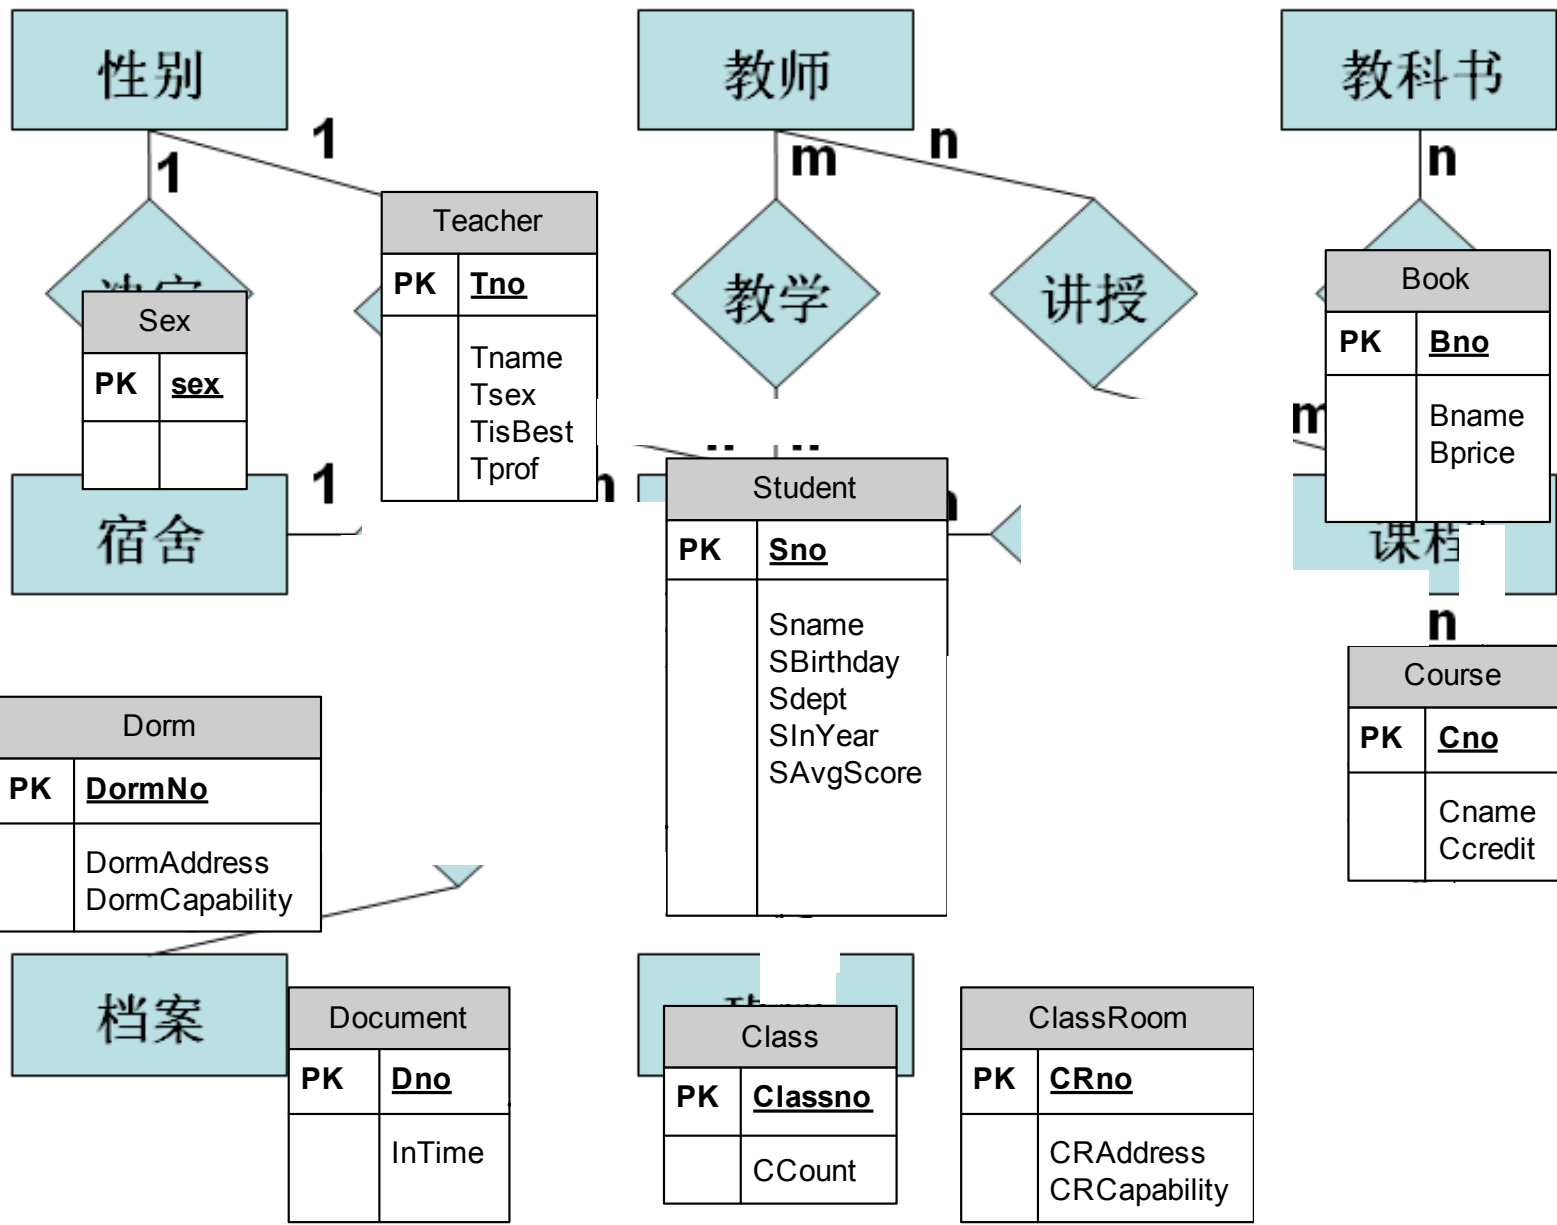 性别
教师
教科书
1
1
m
n
n
教学
讲授
Teacher
PK Tno
Tname
Tsex
TisBest
Tprof
Sex
PK sex
Book
PK Bno
Bname
Bprice
m
宿舍
1
课程
n
Student
PK Sno
Sname
SBirthday
Sdept
SInYear
SAvgScore
Course
PK Cno
Cname
Ccredit
Dorm
PK DormNo
DormAddress
DormCapability
档案
Document
PK Dno
InTime
Class
PK Classno
CCount
ClassRoom
PK CRno
CRAddress
CRCapability